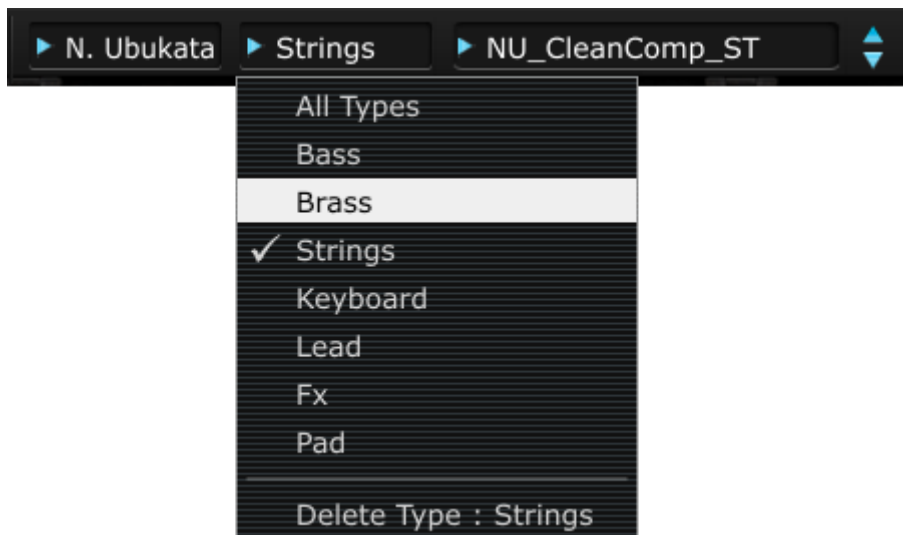 N. Ubukata Strings NU_CleanComp_ST
All Types
Bass
Brass
Strings
Keyboard
Lead
Fx
Pad
Delete Type : Strings